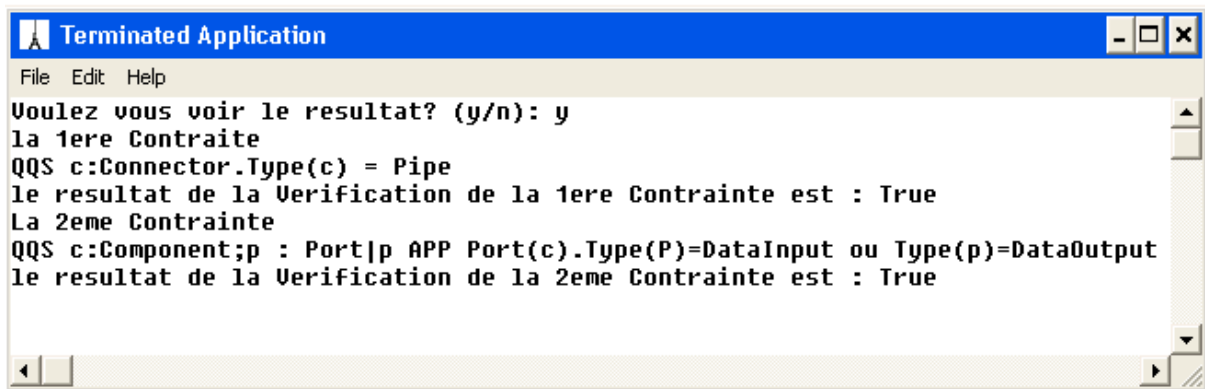 Terminated Application
File Edit Help
Voulez vous voir le resultat? (y/n): y
la 1ere Contraite
QQS c:Connector.Type(c) = Pipe
le resultat de la Verification de la 1ere Contrainte est : True
La 2eme Contrainte
QQS c:Component;p : Port|p APP Port(c).Type(P)=DataInput ou Type(p)=DataOutput
le resultat de la Verification de la 2eme Contrainte est : True